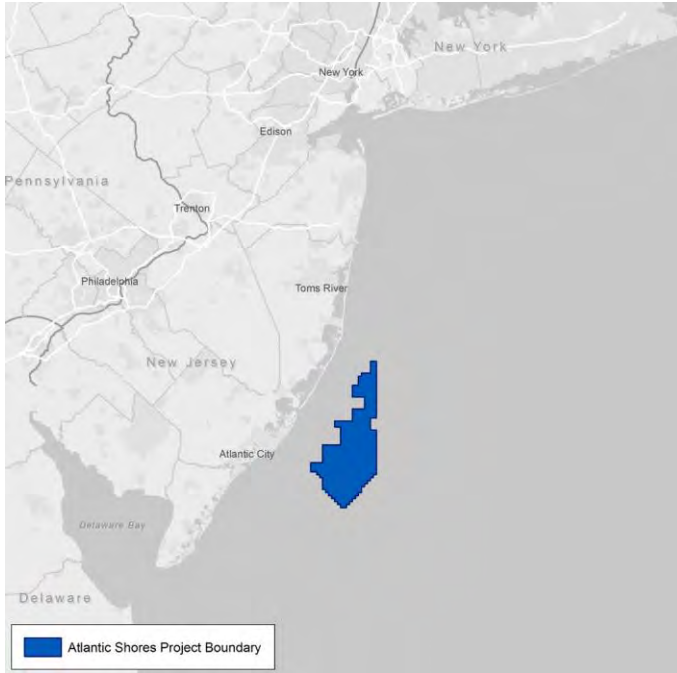 New York
New York
Edison
Pennsylvania
Trenton
Philadelphia
Toms River
New Jersey
Atlantic City
Delaware Bay
Delaware
Atlantic Shores Project Boundary